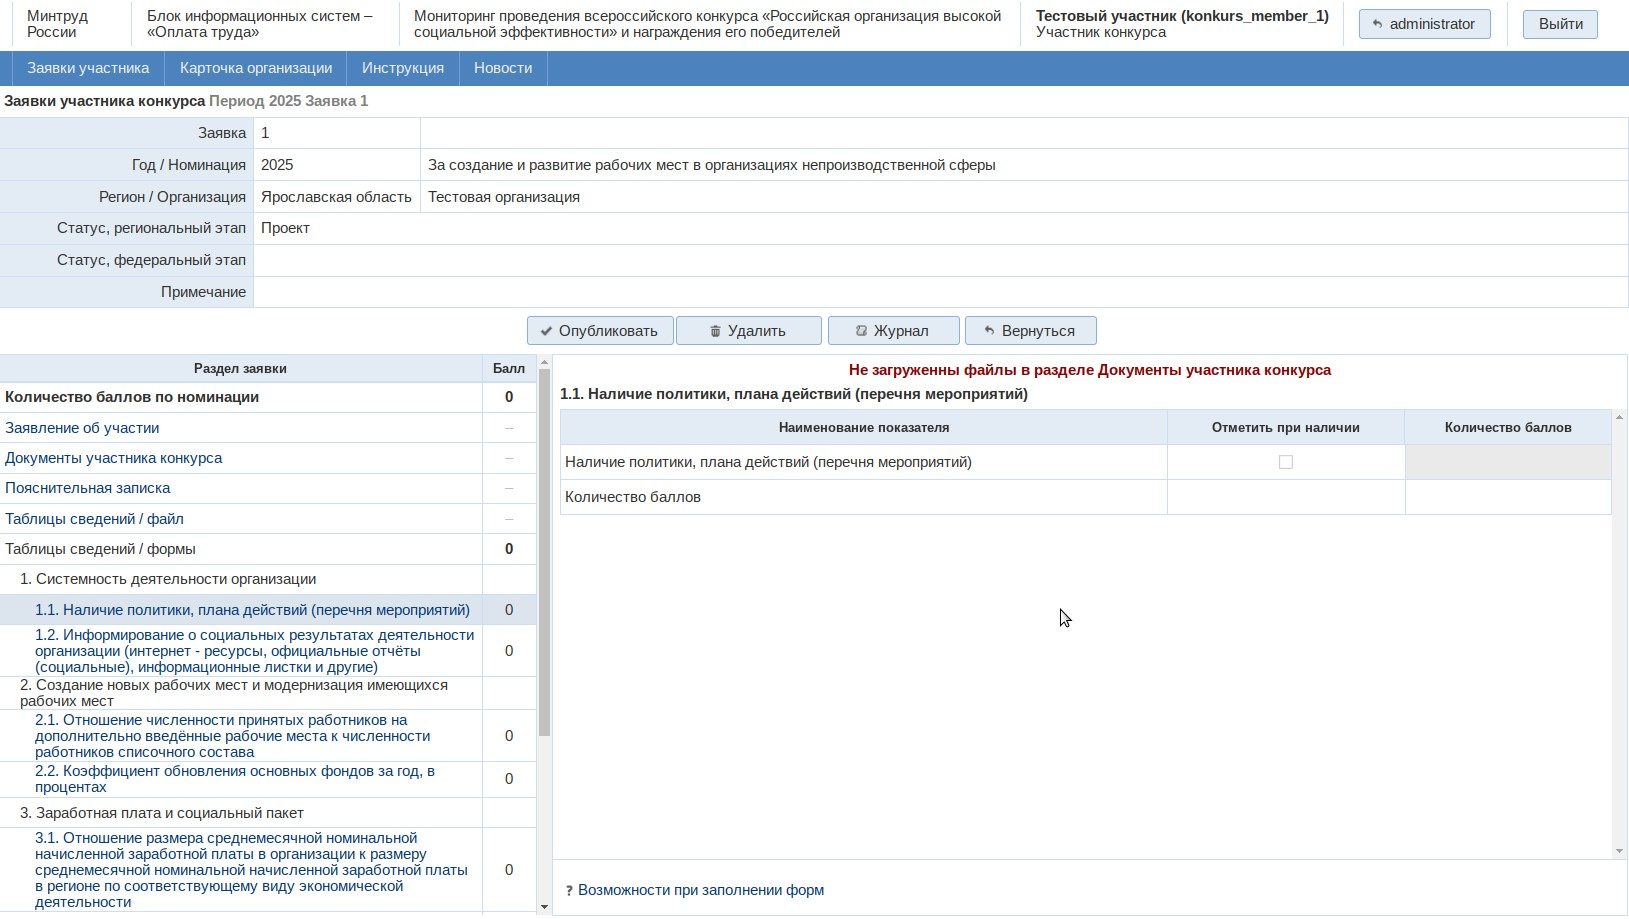 Минтруд России
Блок информационных систем – «Оплата труда»
Мониторинг проведения всероссийского конкурса «Российская организация высокой социальной эффективности» и награждения его победителей
Тестовый участник (konkurs_member_1)
Участник конкурса
administrator
Выйти
Заявки участника
Карточка организации
Инструкция
Новости
Заявки участника конкурса Период 2025 Заявка 1
Заявка 1
Год / Номинация 2025 За создание и развитие рабочих мест в организациях непроизводственной сферы
Регион / Организация Ярославская область Тестовая организация
Статус, региональный этап Проект
Статус, федеральный этап
Примечание
Опубликовать
Удалить
Журнал
Вернуться
Раздел заявки Балл
Количество баллов по номинации 0
Заявление об участии –
Документы участника конкурса –
Пояснительная записка –
Таблицы сведений / файл –
Таблицы сведений / формы 0
1. Системность деятельности организации
1.1. Наличие политики, плана действий (перечня мероприятий) 0
1.2. Информирование о социальных результатах деятельности
организации (интернет - ресурсы, официальные отчёты 0
(социальные), информационные листки и другие)
2. Создание новых рабочих мест и модернизация имеющихся
рабочих мест
2.1. Отношение численности принятых работников на
дополнительно введённые рабочие места к численности 0
работников списочного состава
2.2. Коэффициент обновления основных фондов за год, в 0
процентах
3. Заработная плата и социальный пакет
3.1. Отношение размера среднемесячной номинальной
начисленной заработной платы в организации к размеру
среднемесячной номинальной начисленной заработной платы 0
в регионе по соответствующему виду экономической
деятельности
Не загруженны файлы в разделе Документы участника конкурса
1.1. Наличие политики, плана действий (перечня мероприятий)
Наименование показателя Отметить при наличии Количество баллов
Наличие политики, плана действий (перечня мероприятий)
Количество баллов
? Возможности при заполнении форм